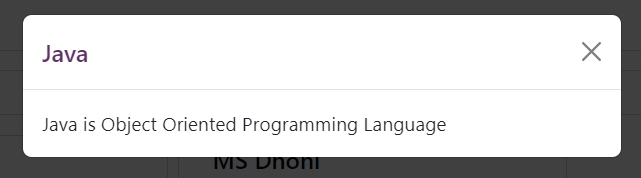 Java
Java is Object Oriented Programming Language
MS Dhoni